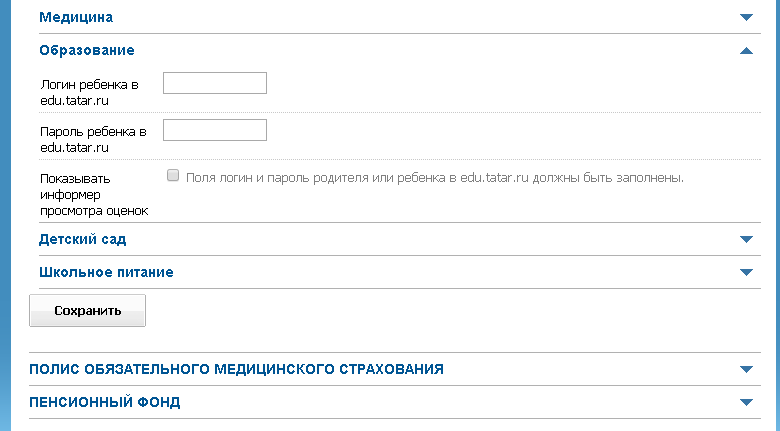 Медицина
Образование
Логин ребенка в
edu.tatar.ru
Пароль ребенка в
edu.tatar.ru
Показывать
информер
просмотра оценок
Поля логин и пароль родителя или ребенка в edu.tatar.ru должны быть заполнены.
Детский сад
Школьное питание
Сохранить
ПОЛИС ОБЯЗАТЕЛЬНОГО МЕДИЦИНСКОГО СТРАХОВАНИЯ
ПЕНСИОННЫЙ ФОНД